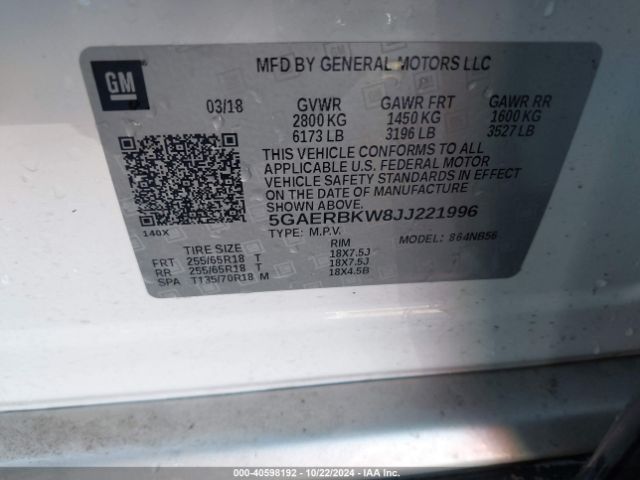 GM
MFD BY GENERAL MOTORS LLC
03/18 GVWR GAWR FRT GAWR RR
2800 KG 1450 KG 1600 KG
6173 LB 3196 LB 3527 LB
THIS VEHICLE CONFORMS TO ALL
APPLICABLE U.S. FEDERAL MOTOR
VEHICLE SAFETY STANDARDS IN EFFECT
ON THE DATE OF MANUFACTURE
SHOWN ABOVE.
5GAERBKW8JJ221996
140X TYPE: M.P.V. MODEL: 864NB56
TIRE SIZE RIM
FRT 255/65R18 T 18X7.5J
RR 255/65R18 T 18X7.5J
SPA T135/70R18 M 18X4.5B
000-40598192 - 10/22/2024 - IAA Inc.